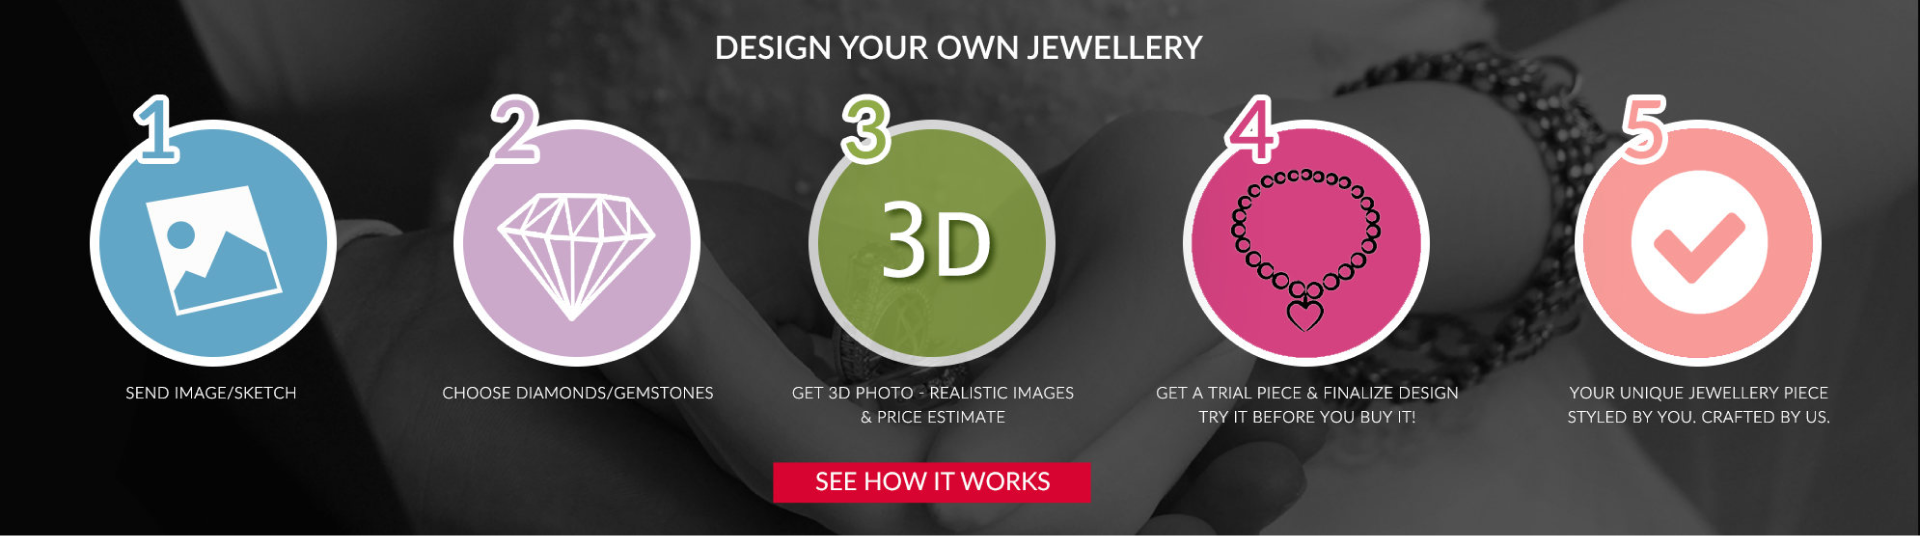 DESIGN YOUR OWN JEWELLERY
1
2
3
4
5
3D
SEND IMAGE/SKETCH
CHOOSE DIAMONDS/GEMSTONES
GET 3D PHOTO - REALISTIC IMAGES
& PRICE ESTIMATE
GET A TRIAL PIECE & FINALIZE DESIGN
TRY IT BEFORE YOU BUY IT!
YOUR UNIQUE JEWELLERY PIECE
STYLED BY YOU. CRAFTED BY US.
SEE HOW IT WORKS